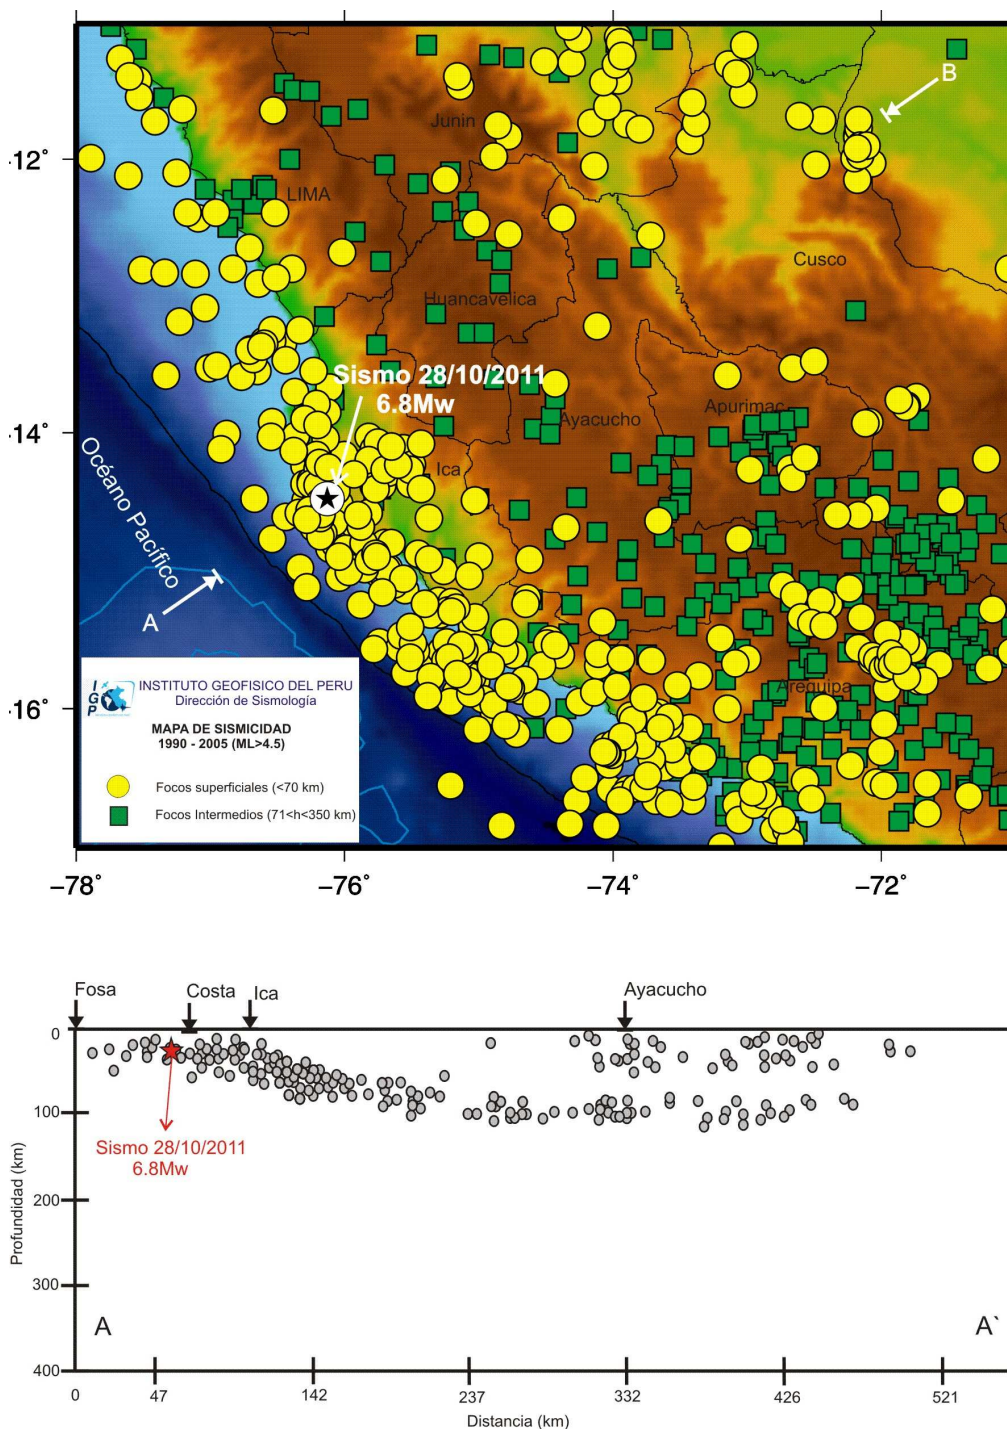 B
Junin
-12°
LIMA
Cusco
Huancavelica
Sismo 28/10/2011
6.8Mw
Ayacucho
Apurimac
-14°
Ica
Océano Pacífico
A
Arequipa
-16°
IGP
INSTITUTO GEOFISICO DEL PERU
Dirección de Sismología
MAPA DE SISMICIDAD
1990 - 2005 (ML>4.5)
Focos superficiales (<70 km)
Focos Intermedios (71<h<350 km)
-78° -76° -74° -72°
Fosa Costa Ica Ayacucho
0
100
Sismo 28/10/2011
6.8Mw
200
300
400
Profundidad (km)
A A`
0 47 142 237 332 426 521
Distancia (km)